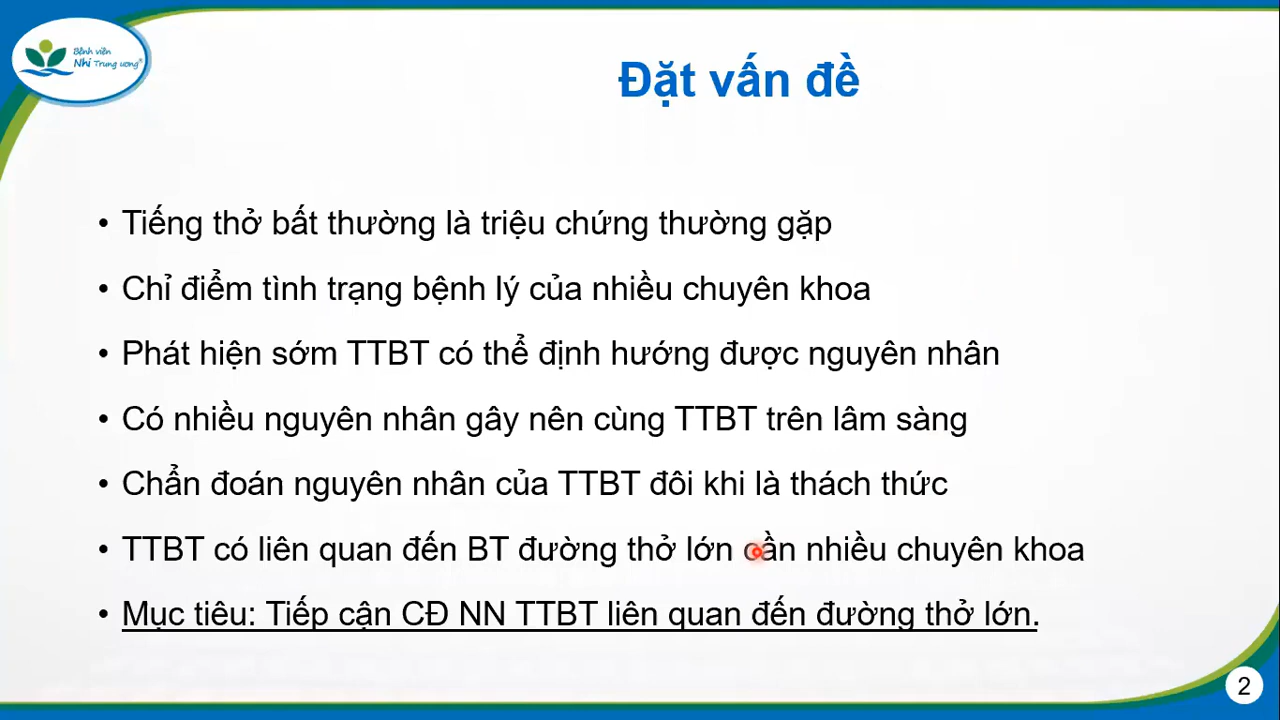 Bệnh viện
Nhi Trung ương®
Đặt vấn đề
• Tiếng thở bất thường là triệu chứng thường gặp
• Chỉ điểm tình trạng bệnh lý của nhiều chuyên khoa
• Phát hiện sớm TTBT có thể định hướng được nguyên nhân
• Có nhiều nguyên nhân gây nên cùng TTBT trên lâm sàng
• Chẩn đoán nguyên nhân của TTBT đôi khi là thách thức
• TTBT có liên quan đến BT đường thở lớn cần nhiều chuyên khoa
• Mục tiêu: Tiếp cận CĐ NN TTBT liên quan đến đường thở lớn.
2